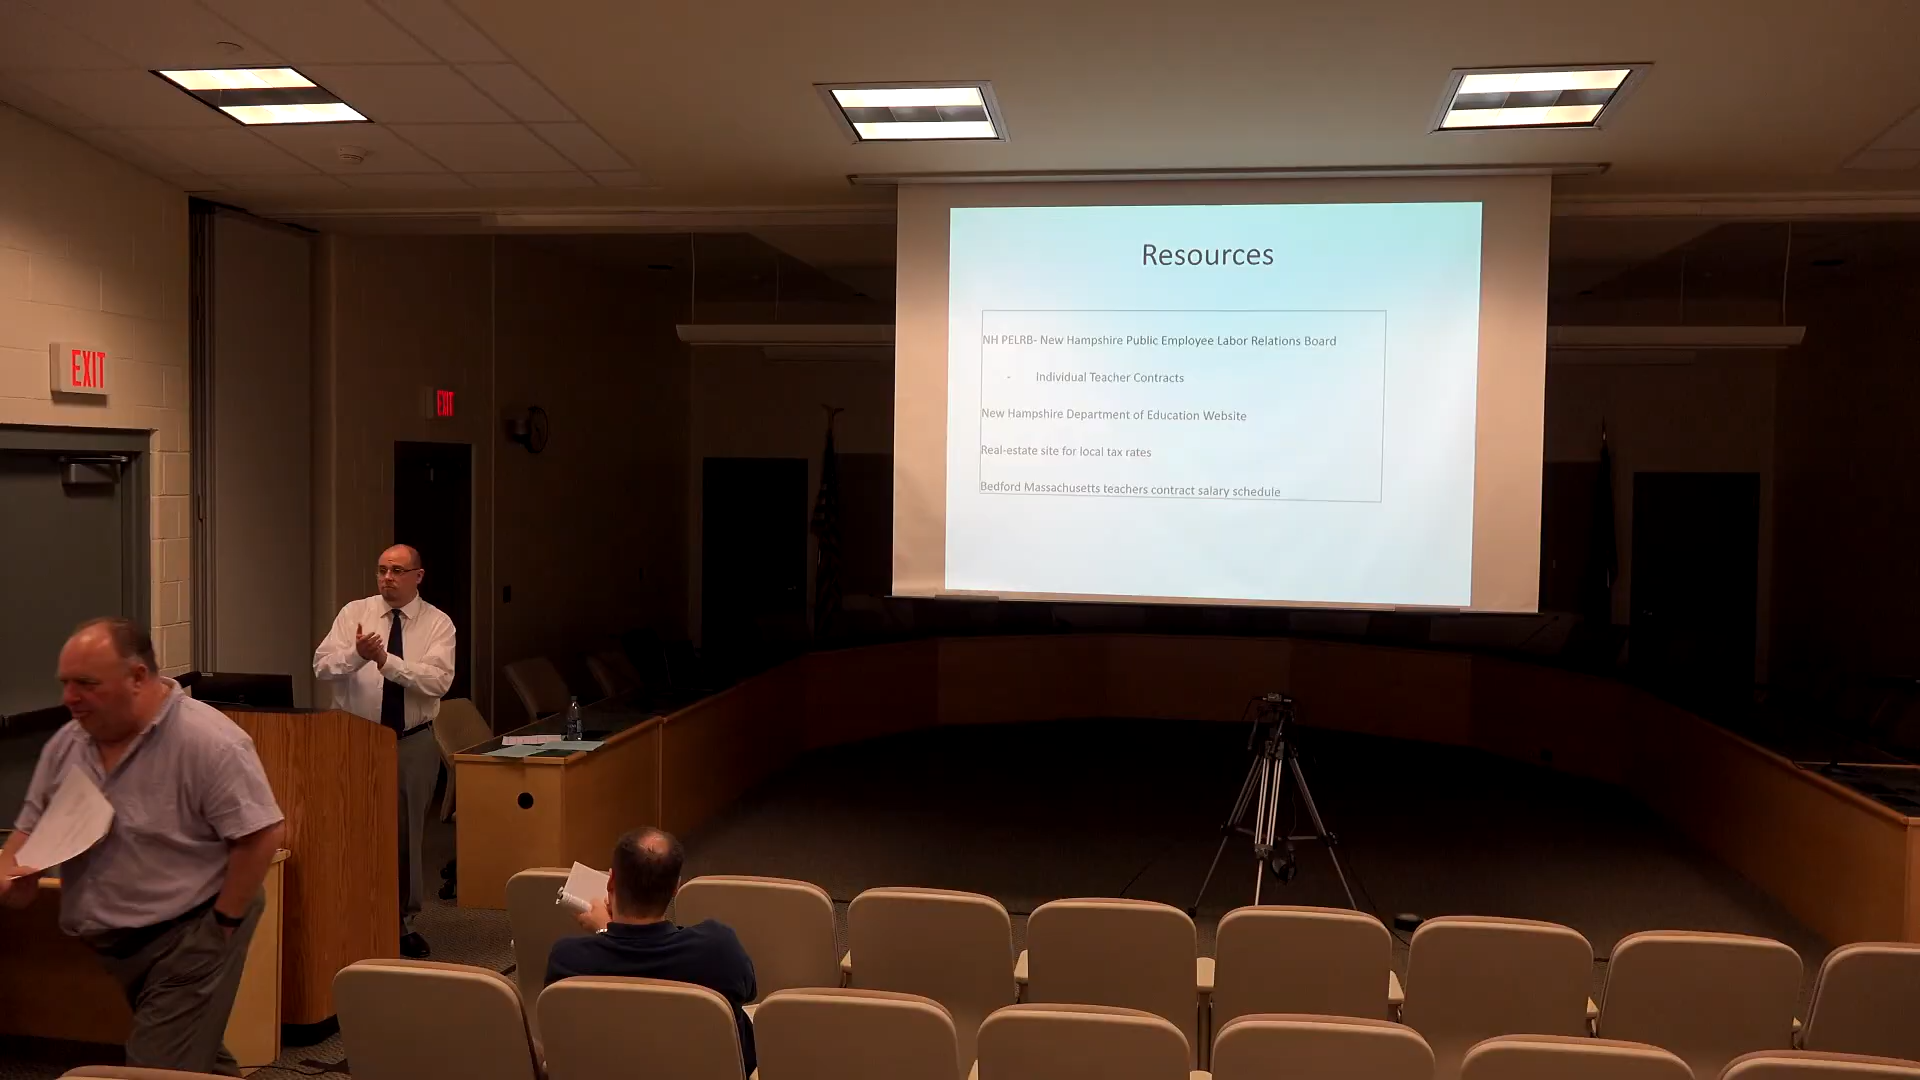 Resources
NH PELRB- New Hampshire Public Employee Labor Relations Board
- Individual Teacher Contracts
New Hampshire Department of Education Website
Real-estate site for local tax rates
Bedford Massachusetts teachers contract salary schedule
EXIT
EXIT